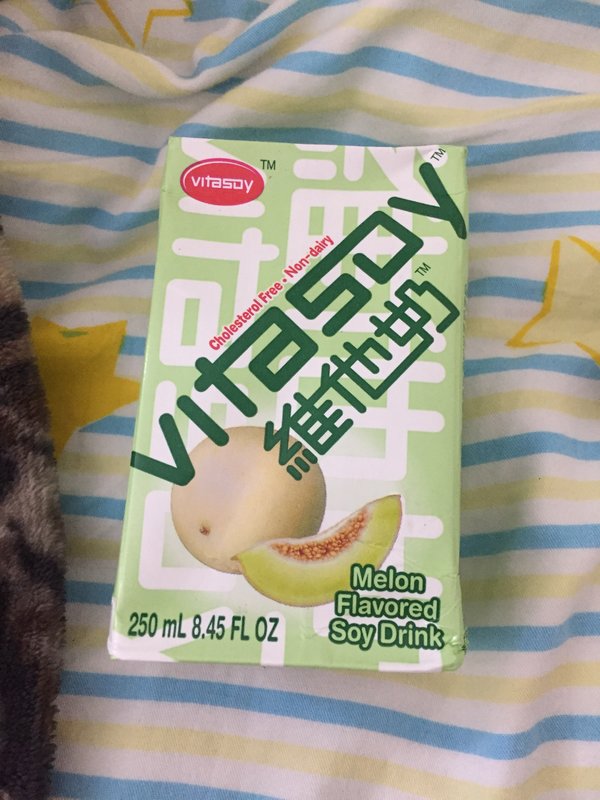 vitasoy TM
Cholesterol Free • Non-dairy
vitasoy TM
維他奶 TM
Melon
Flavored
Soy Drink
250 mL 8.45 FL OZ